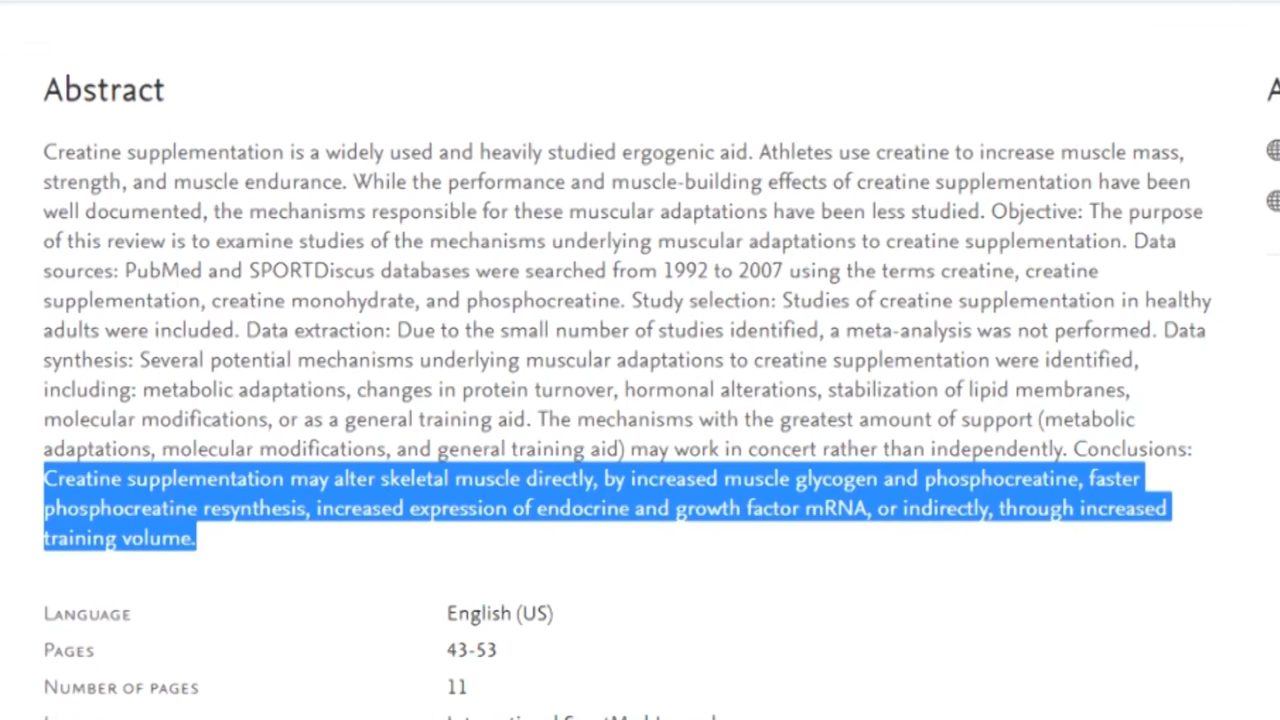 Abstract
Creatine supplementation is a widely used and heavily studied ergogenic aid. Athletes use creatine to increase muscle mass,
strength, and muscle endurance. While the performance and muscle-building effects of creatine supplementation have been
well documented, the mechanisms responsible for these muscular adaptations have been less studied. Objective: The purpose
of this review is to examine studies of the mechanisms underlying muscular adaptations to creatine supplementation. Data
sources: PubMed and SPORTDiscus databases were searched from 1992 to 2007 using the terms creatine, creatine
supplementation, creatine monohydrate, and phosphocreatine. Study selection: Studies of creatine supplementation in healthy
adults were included. Data extraction: Due to the small number of studies identified, a meta-analysis was not performed. Data
synthesis: Several potential mechanisms underlying muscular adaptations to creatine supplementation were identified,
including: metabolic adaptations, changes in protein turnover, hormonal alterations, stabilization of lipid membranes,
molecular modifications, or as a general training aid. The mechanisms with the greatest amount of support (metabolic
adaptations, molecular modifications, and general training aid) may work in concert rather than independently. Conclusions:
Creatine supplementation may alter skeletal muscle directly, by increased muscle glycogen and phosphocreatine, faster
phosphocreatine resynthesis, increased expression of endocrine and growth factor mRNA, or indirectly, through increased
training volume.
Language English (US)
Pages 43-53
Number of pages 11